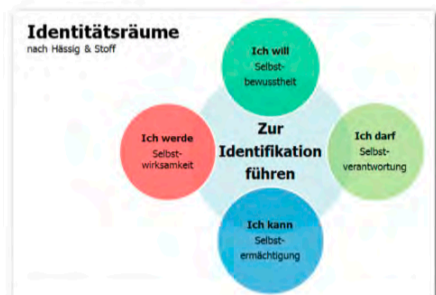 Identitätsräume
nach Hässig & Stoff
Ich will
Selbst-
bewusstheit
Ich werde
Selbst-
wirksamkeit
Zur
Identifikation
führen
Ich darf
Selbst-
verantwortung
Ich kann
Selbst-
ermächtigung